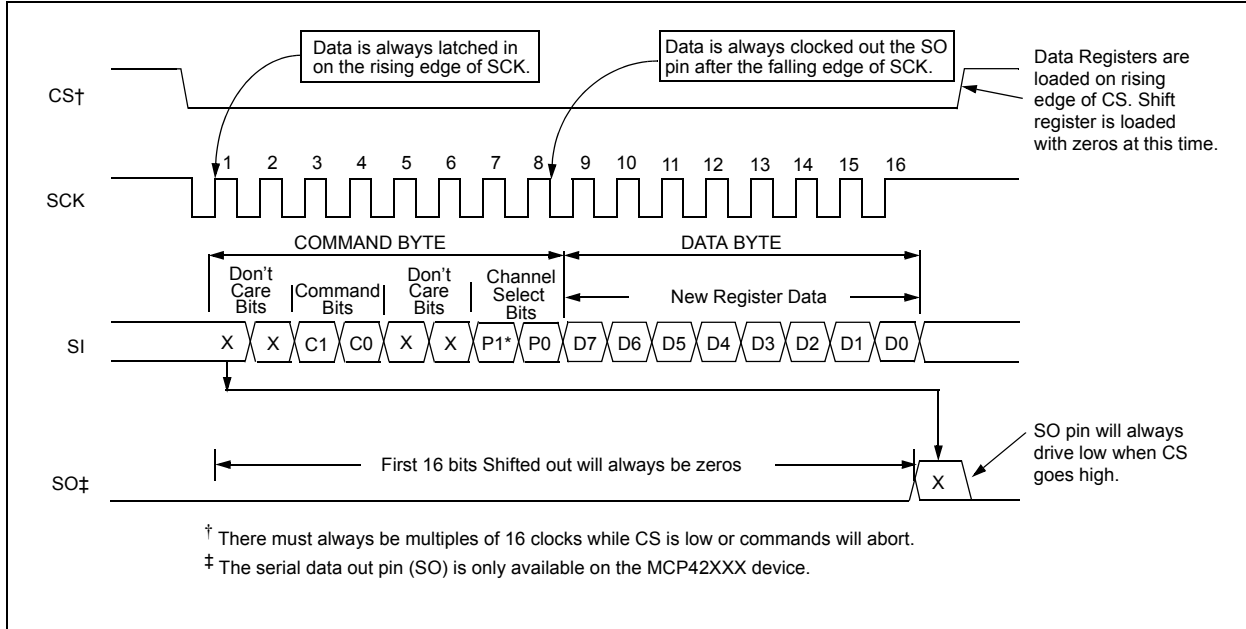 Data is always latched in
on the rising edge of SCK.
Data is always clocked out the SO
pin after the falling edge of SCK.
Data Registers are
loaded on rising
edge of CS. Shift
register is loaded
with zeros at this time.
CS†
1 2 3 4 5 6 7 8 9 10 11 12 13 14 15 16
SCK
COMMAND BYTE
DATA BYTE
Don't
Care
Bits
Command
Bits
Don't
Care
Bits
Channel
Select
Bits
New Register Data
SI
X X C1 C0 X X P1* P0 D7 D6 D5 D4 D3 D2 D1 D0
First 16 bits Shifted out will always be zeros
SO‡
X
SO pin will always
drive low when CS
goes high.
† There must always be multiples of 16 clocks while CS is low or commands will abort.
‡ The serial data out pin (SO) is only available on the MCP42XXX device.